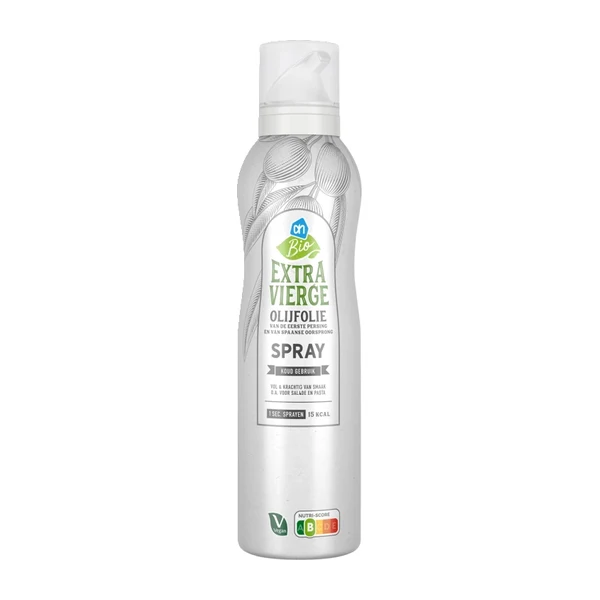 ah
Bio
EXTRA
VIERGE
OLIJFOLIE
VAN DE EERSTE PERSING
EN VAN SPAANSE OORSPRONG
SPRAY
KOUD GEBRUIK
VOL & KRACHTIG VAN SMAAK
O.A. VOOR SALADE EN PASTA
1 SEC. SPRAYEN 15 KCAL
V
Vegan
NUTRI-SCORE
A B C D E